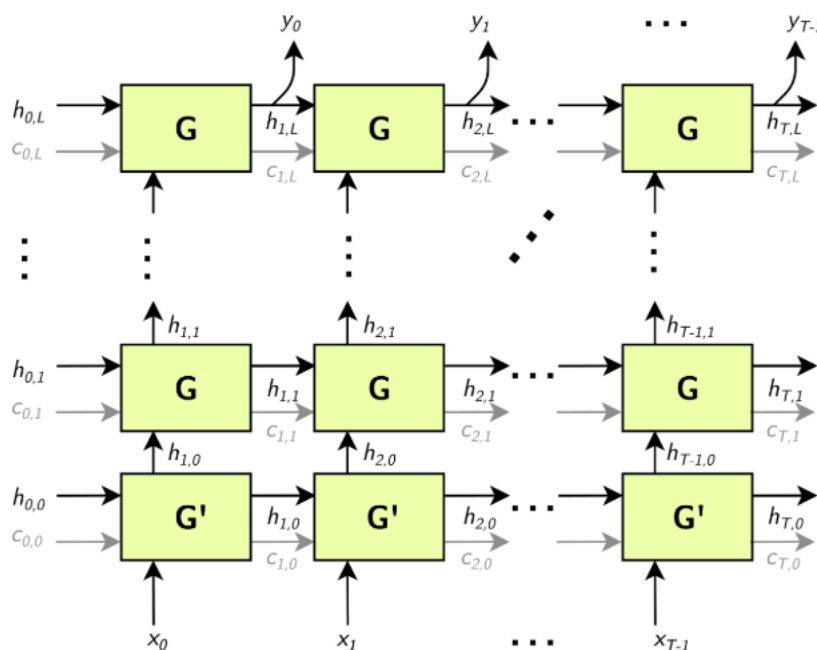 y0 y1 ... yT-1
h0,L G h1,L G h2,L ... G hT,L
c0,L c1,L c2,L cT,L
h1,1 h2,1 hT-1,1
h0,1 G h1,1 G h2,1 ... G hT,1
c0,1 c1,1 c2,1 cT,1
h1,0 h2,0 hT-1,0
h0,0 G' h1,0 G' h2,0 ... G' hT,0
c0,0 c1,0 c2,0 cT,0
x0 x1 ... xT-1